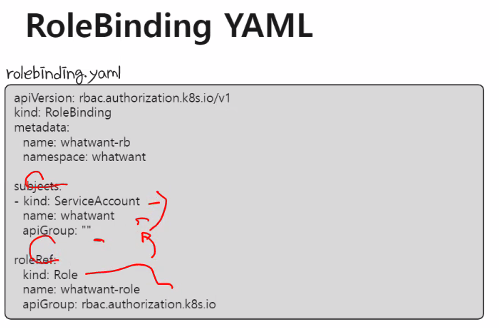 RoleBinding YAML
rolebinding.yaml
apiVersion: rbac.authorization.k8s.io/v1
kind: RoleBinding
metadata:
  name: whatwant-rb
  namespace: whatwant
subjects:
- kind: ServiceAccount
  name: whatwant
  apiGroup: ""
roleRef:
  kind: Role
  name: whatwant-role
  apiGroup: rbac.authorization.k8s.io